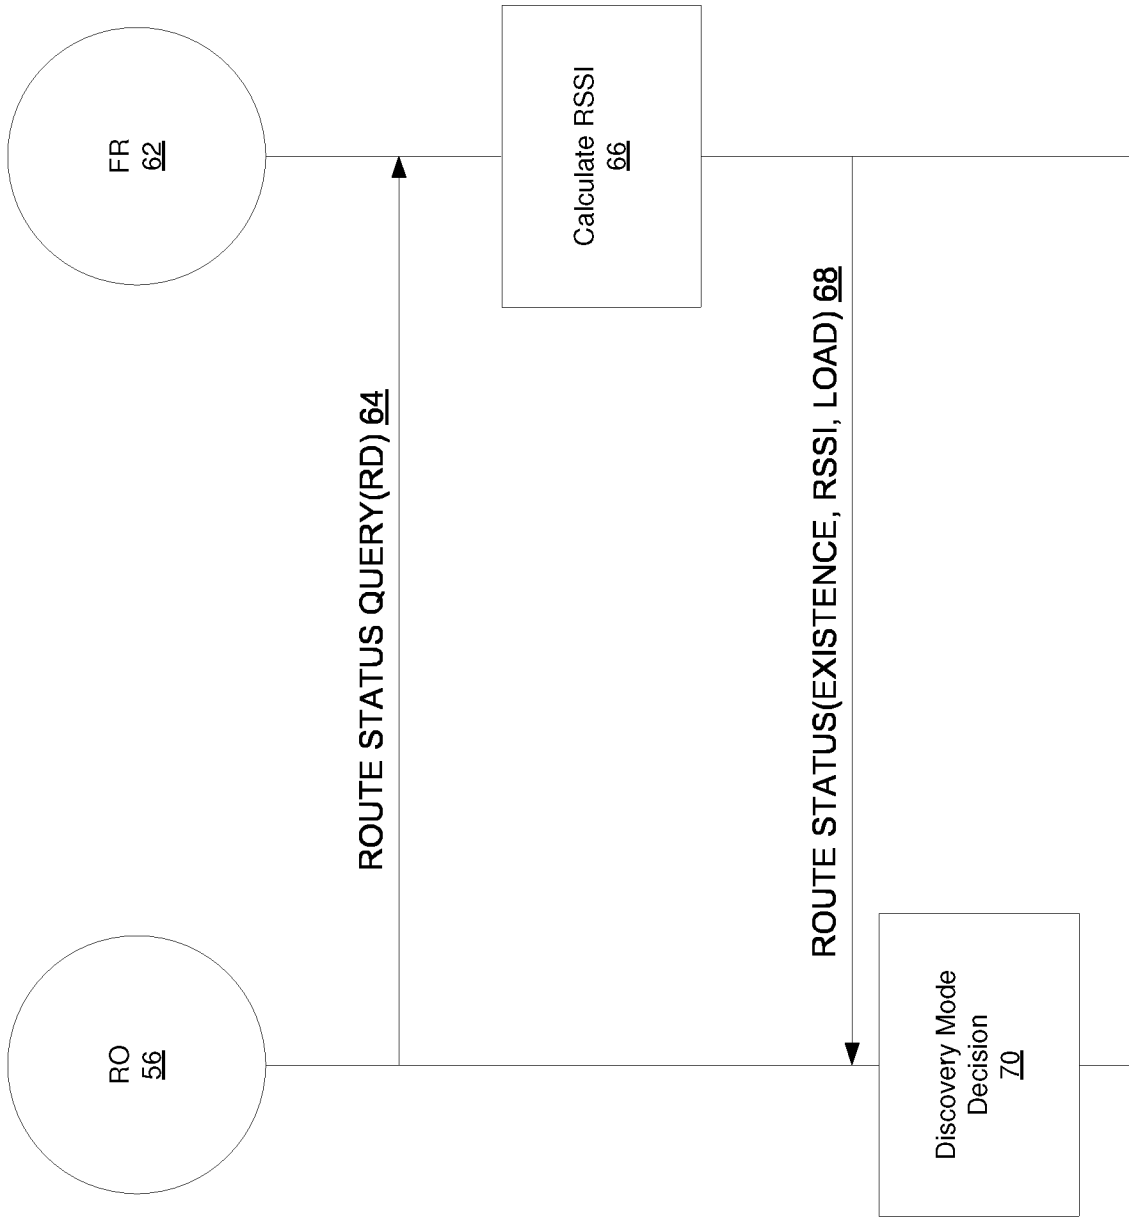 RO
56
FR
62
ROUTE STATUS QUERY(RD) 64
Calculate RSSI
66
ROUTE STATUS(EXISTENCE, RSSI, LOAD) 68
Discovery Mode
Decision
70